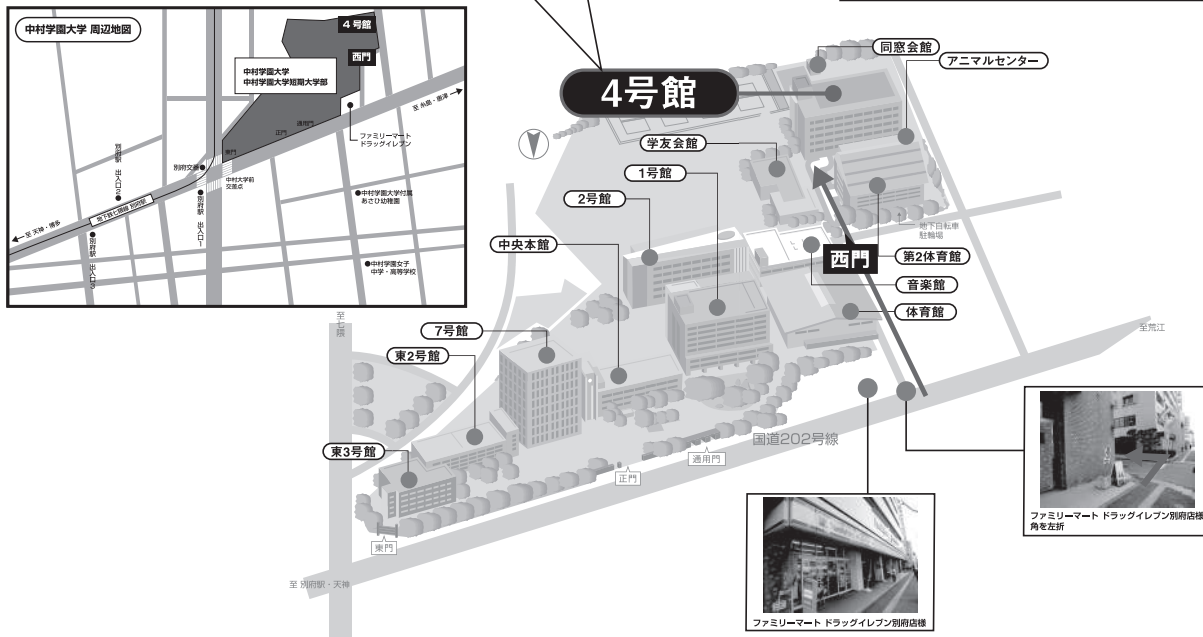 中村学園大学 周辺地図
4号館
西門
中村学園大学
中村学園大学短期大学部
至 糸島・唐津
正門
通用門
東門
ファミリーマート
ドラッグイレブン
別府駅 出入口2
別府交番
中村大学前
交差点
地下鉄七隈線 別府駅
至 天神・博多
別府駅 出入口3
別府駅 出入口1
中村学園大学付属
あさひ幼稚園
中村学園女子
中学・高等学校
4号館
同窓会館
アニマルセンター
学友会館
1号館
2号館
中央本館
西門
地下自転車
駐輪場
第2体育館
音楽館
体育館
至七隈
7号館
東2号館
東3号館
至荒江
国道202号線
通用門
正門
東門
至 別府駅・天神
ファミリーマート ドラッグイレブン別府店様
角を左折
ファミリーマート ドラッグイレブン別府店様